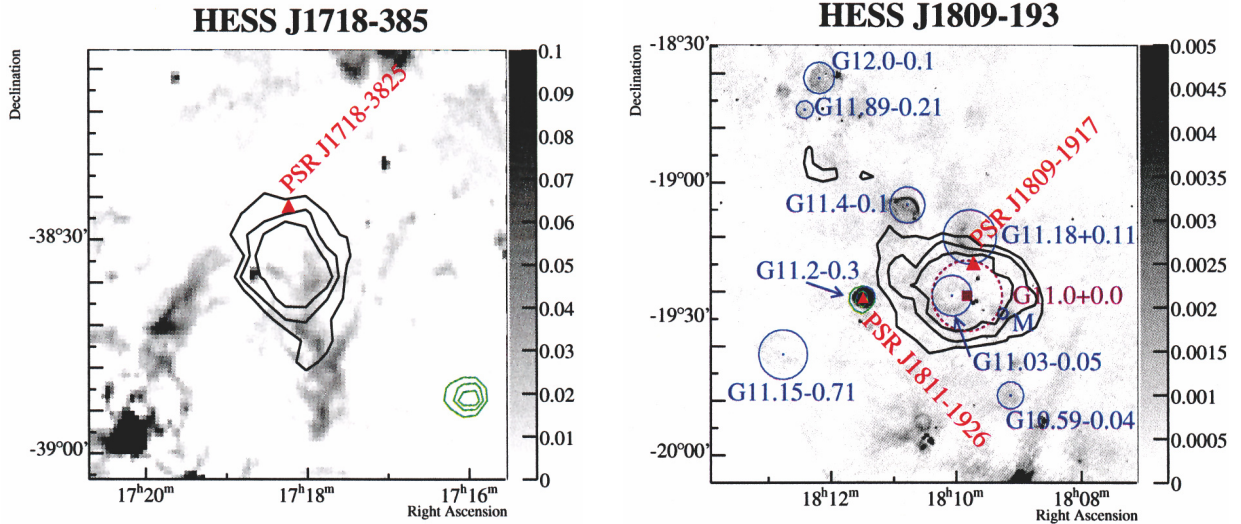 HESS J1718-385
Declination
PSR J1718-3825
-38°30'
-39°00'
17h20m
17h18m
17h16m
Right Ascension
0.1
0.09
0.08
0.07
0.06
0.05
0.04
0.03
0.02
0.01
0
HESS J1809-193
Declination
-18°30'
-19°00'
-19°30'
-20°00'
G12.0-0.1
G11.89-0.21
PSR J1809-1917
G11.4-0.1
G11.18+0.11
G11.2-0.3
G11.0+0.0
M
PSR J1811-1926
G11.03-0.05
G11.15-0.71
G10.59-0.04
18h12m
18h10m
18h08m
Right Ascension
0.005
0.0045
0.004
0.0035
0.003
0.0025
0.002
0.0015
0.001
0.0005
0